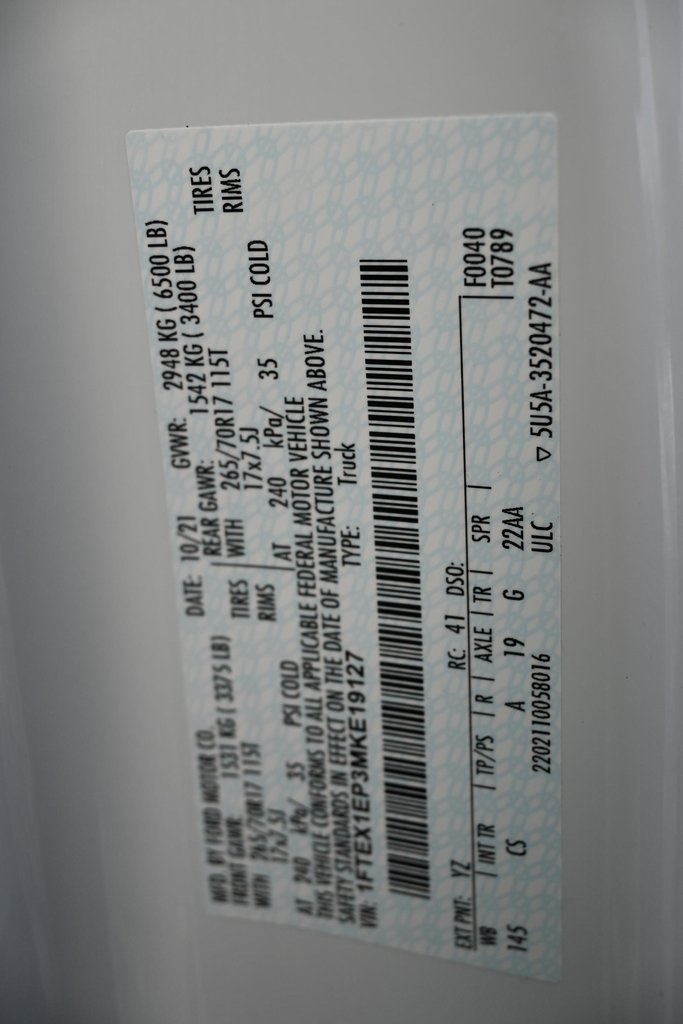 MFD. BY FORD MOTOR CO. DATE: 10/21 GVWR: 2948 KG ( 6500 LB)
FRONT GAWR: 1531 KG ( 3375 LB) REAR GAWR: 1542 KG ( 3400 LB)
WITH 265/70R17 115T TIRES WITH 265/70R17 115T TIRES
17x7.5J RIMS 17x7.5J RIMS
AT 240 kPa/ 35 PSI COLD AT 240 kPa/ 35 PSI COLD
THIS VEHICLE CONFORMS TO ALL APPLICABLE FEDERAL MOTOR VEHICLE
SAFETY STANDARDS IN EFFECT ON THE DATE OF MANUFACTURE SHOWN ABOVE.
VIN: 1FTEX1EP3MKE19127 TYPE: Truck
EXT PNT: YZ RC: 41 DSO: F0040
WB INT TR TP/PS R AXLE TR SPR T0789
145 CS A 19 G 22AA
2202110058016 ULC ▽ 5U5A-3520472-AA